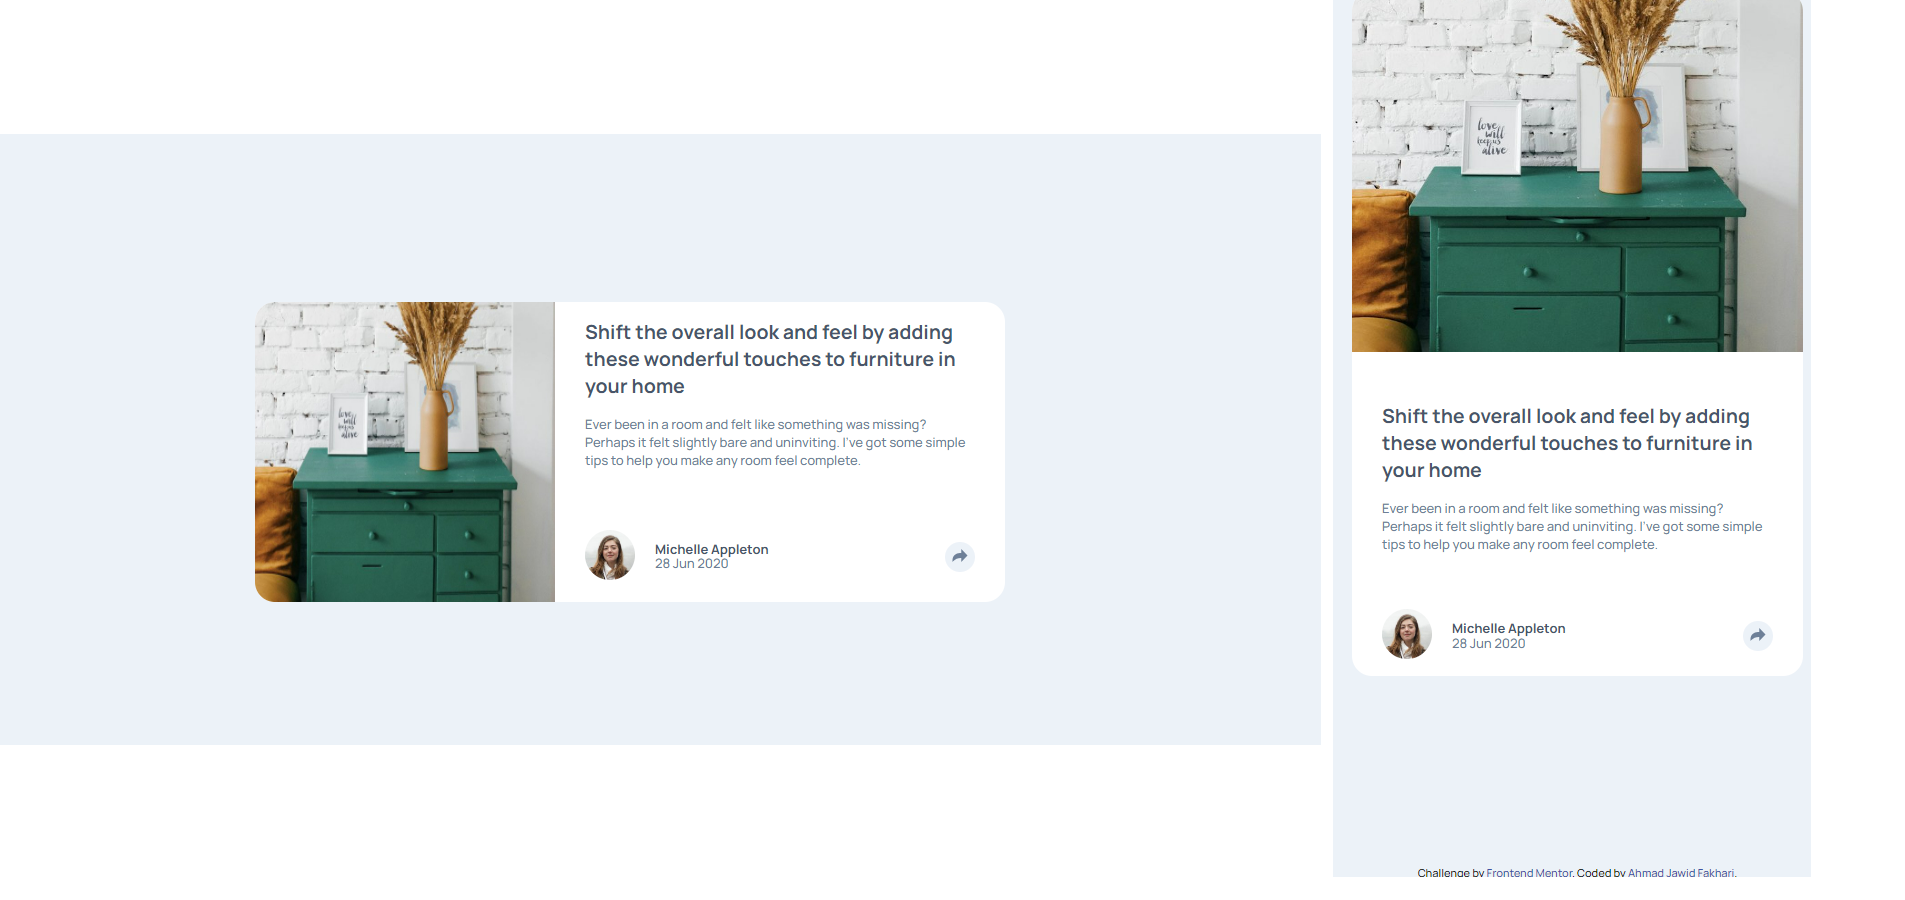 love
will
keep us
alive
Shift the overall look and feel by adding
these wonderful touches to furniture in
your home
Ever been in a room and felt like something was missing?
Perhaps it felt slightly bare and uninviting. I've got some simple
tips to help you make any room feel complete.
Michelle Appleton
28 Jun 2020
love
will
keep us
alive
Shift the overall look and feel by adding
these wonderful touches to furniture in
your home
Ever been in a room and felt like something was missing?
Perhaps it felt slightly bare and uninviting. I've got some simple
tips to help you make any room feel complete.
Michelle Appleton
28 Jun 2020
Challenge by Frontend Mentor. Coded by Ahmad Jawid Fakhari.